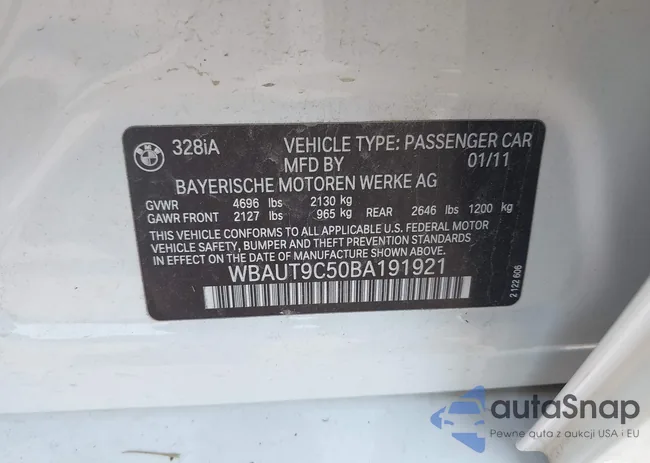 BMW
328iA
VEHICLE TYPE: PASSENGER CAR
MFD BY 01/11
BAYERISCHE MOTOREN WERKE AG
GVWR 4696 lbs 2130 kg
GAWR FRONT 2127 lbs 965 kg REAR 2646 lbs 1200 kg
THIS VEHICLE CONFORMS TO ALL APPLICABLE U.S. FEDERAL MOTOR
VEHICLE SAFETY, BUMPER AND THEFT PREVENTION STANDARDS
IN EFFECT ON THE DATE OF MANUFACTURE SHOWN ABOVE.
WBAUT9C50BA191921
2 122 606
autoSnap
Pewne auta z aukcji USA i EU